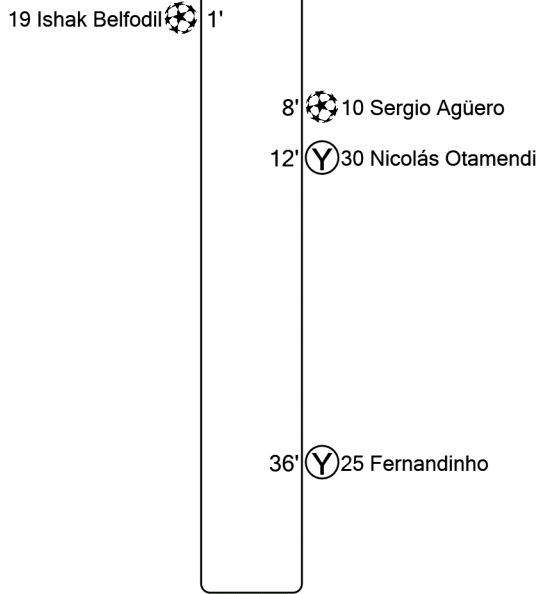 19 Ishak Belfodil 1'
8' 10 Sergio Agüero
12' Y 30 Nicolás Otamendi
36' Y 25 Fernandinho